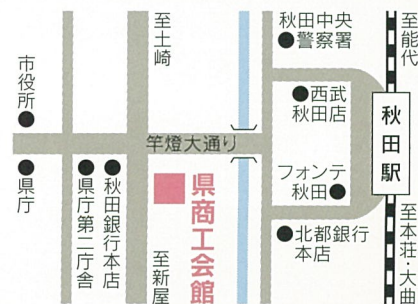 至土崎
秋田中央
●警察署
至能代
市役所●
●西武
秋田店
秋田駅
竿燈大通り
●県庁
●県庁第二庁舎
●秋田銀行本店
県商工会館
フォンテ
秋田●
●北都銀行
本店
至新屋
至本荘・大曲